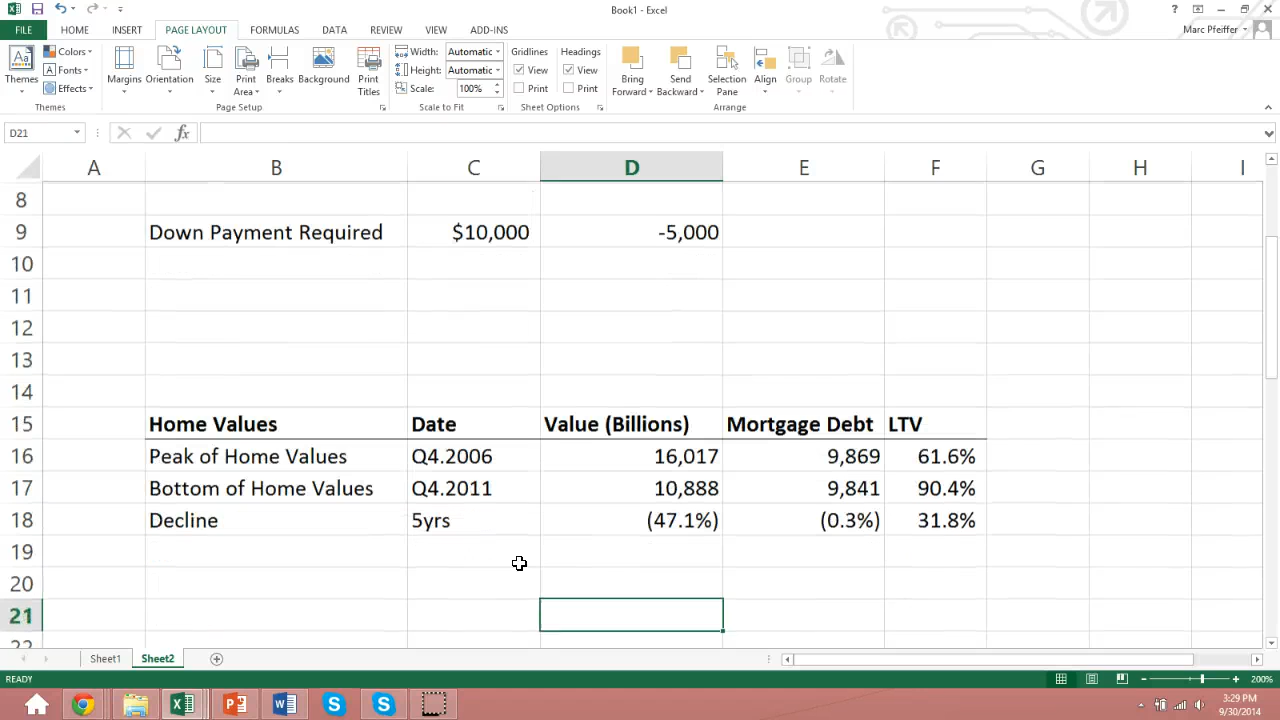 Book1 - Excel
?
FILE HOME INSERT PAGE LAYOUT FORMULAS DATA REVIEW VIEW ADD-INS Marc Pfeiffer
Aa Colors Width: Automatic Gridlines Headings
Fonts Height: Automatic View View
Themes Effects Margins Orientation Size Print Area Breaks Background Print Titles Scale: 100% Print Print Bring Forward Send Backward Selection Pane Align Group Rotate
Themes Page Setup Scale to Fit Sheet Options Arrange
D21 fx
A B C D E F G H I
8
9 Down Payment Required $10,000 -5,000
10
11
12
13
14
15 Home Values Date Value (Billions) Mortgage Debt LTV
16 Peak of Home Values Q4.2006 16,017 9,869 61.6%
17 Bottom of Home Values Q4.2011 10,888 9,841 90.4%
18 Decline 5yrs (47.1%) (0.3%) 31.8%
19
20
21
22
Sheet1 Sheet2
READY 200%
3:29 PM
9/30/2014